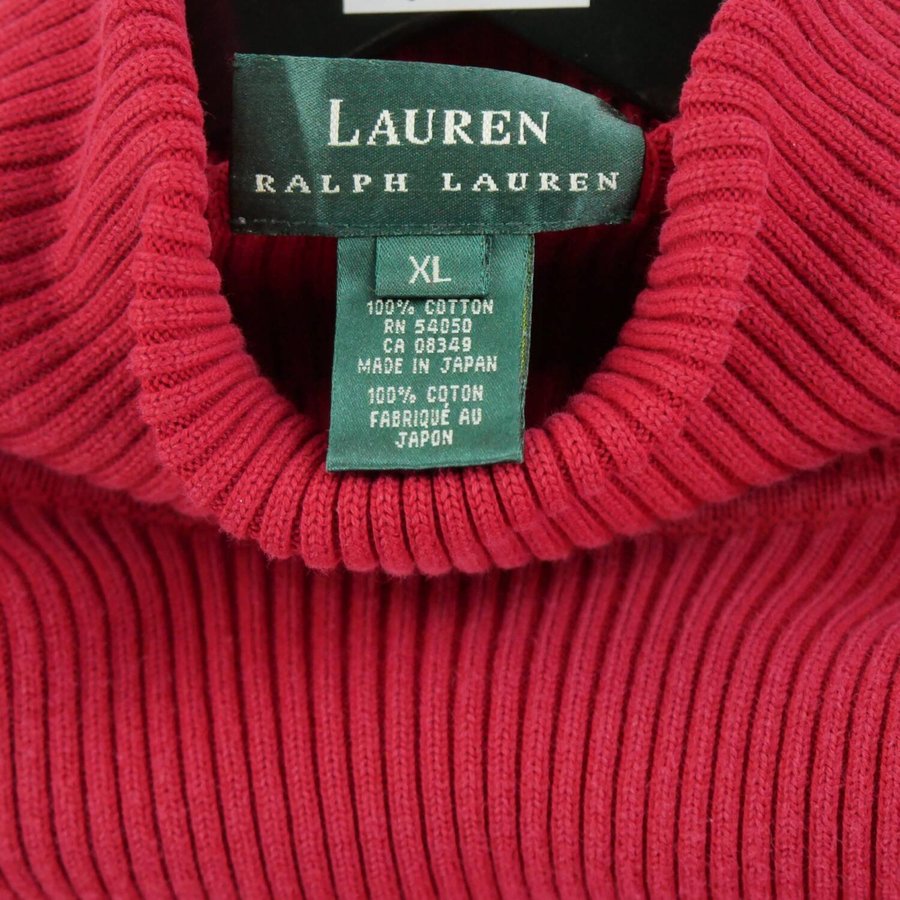 LAUREN
RALPH LAUREN
XL
100% COTTON
RN 54050
CA 08349
MADE IN JAPAN
100% COTON
FABRIQUÉ AU
JAPON